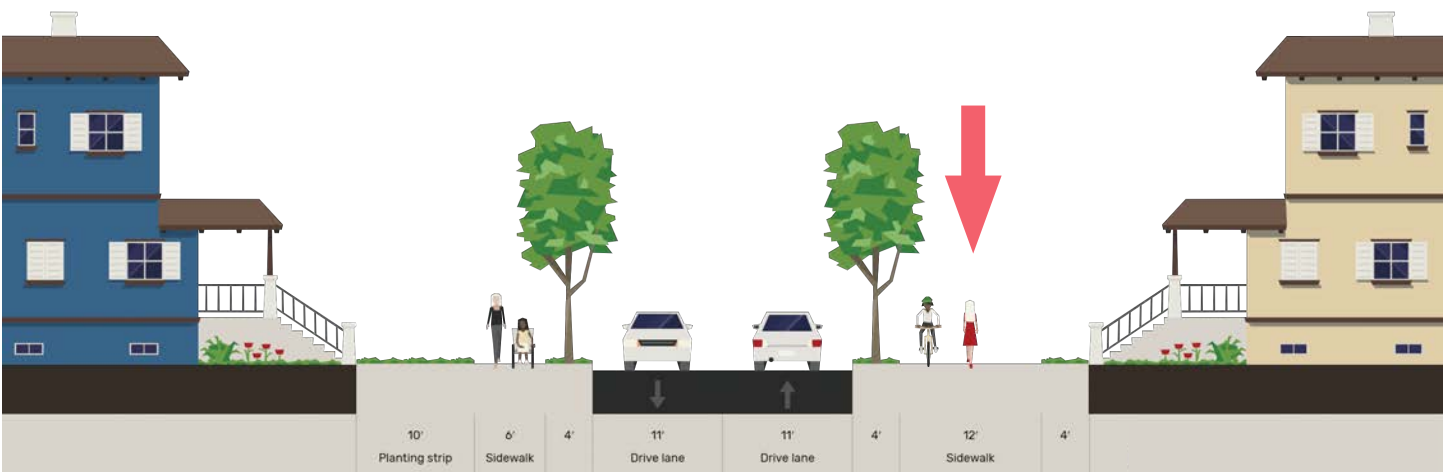 10' 6' 4' 11' 11' 4' 12' 4'
Planting strip Sidewalk Drive lane Drive lane Sidewalk